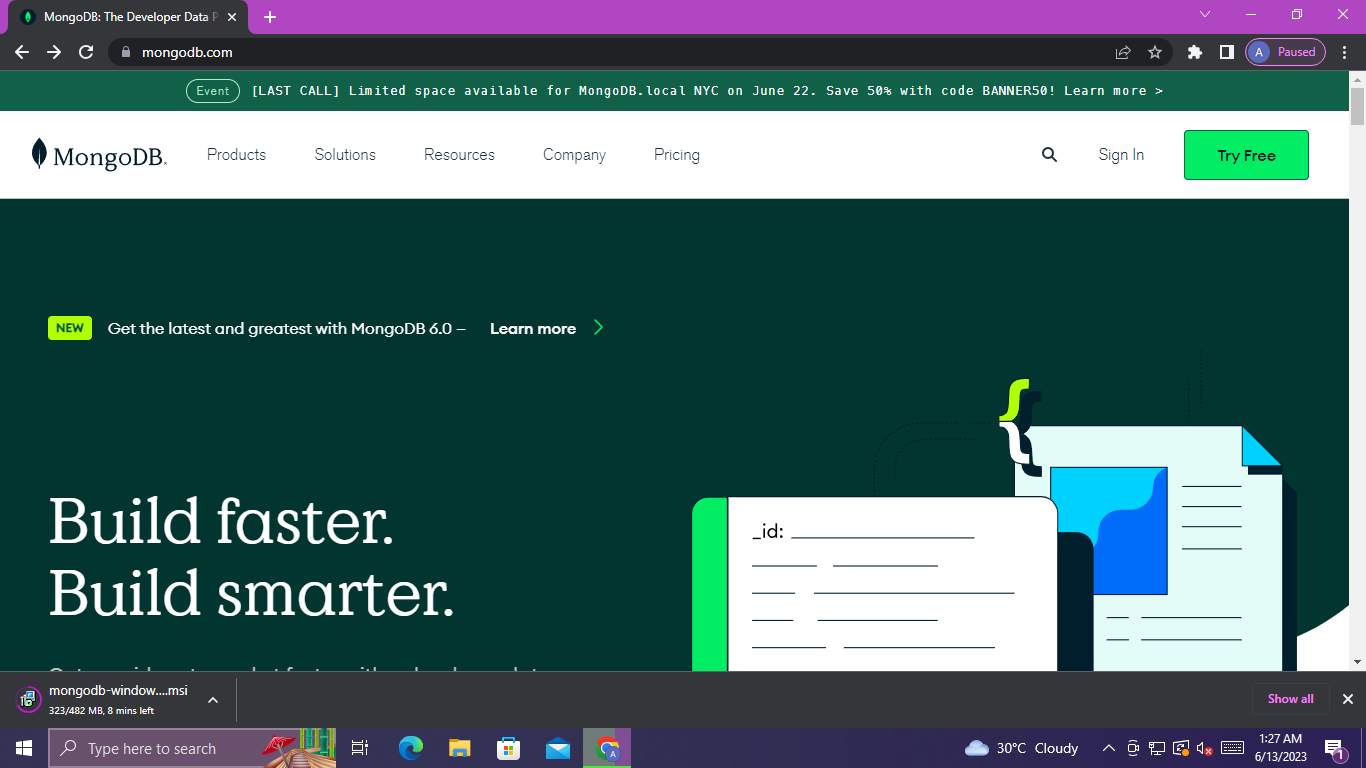 MongoDB: The Developer Data P
mongodb.com
A Paused
Event [LAST CALL] Limited space available for MongoDB.local NYC on June 22. Save 50% with code BANNER50! Learn more >
MongoDB. Products Solutions Resources Company Pricing Sign In Try Free
NEW Get the latest and greatest with MongoDB 6.0 – Learn more
{
_id:
Build faster.
Build smarter.
mongodb-window....msi
323/482 MB, 8 mins left
Show all
Type here to search
A
30°C Cloudy
1:27 AM
6/13/2023
1